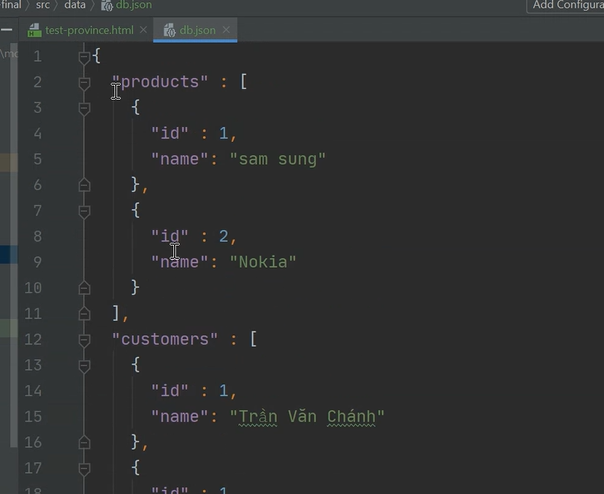 final src data db.json Add Configura
test-province.html db.json
1 {
2 "products" : [
3 {
4 "id" : 1,
5 "name": "sam sung"
6 },
7 {
8 "id" : 2,
9 "name": "Nokia"
10 }
11 ],
12 "customers" : [
13 {
14 "id" : 1,
15 "name": "Trần Văn Chánh"
16 },
17 {
18 "id" : 1